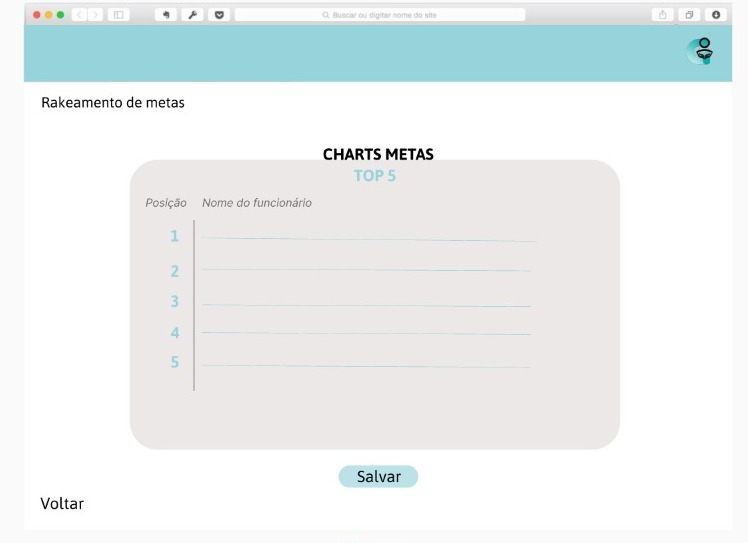 Buscar ou digitar nome do site
Rakeamento de metas
CHARTS METAS
TOP 5
Posição Nome do funcionário
1
2
3
4
5
Salvar
Voltar